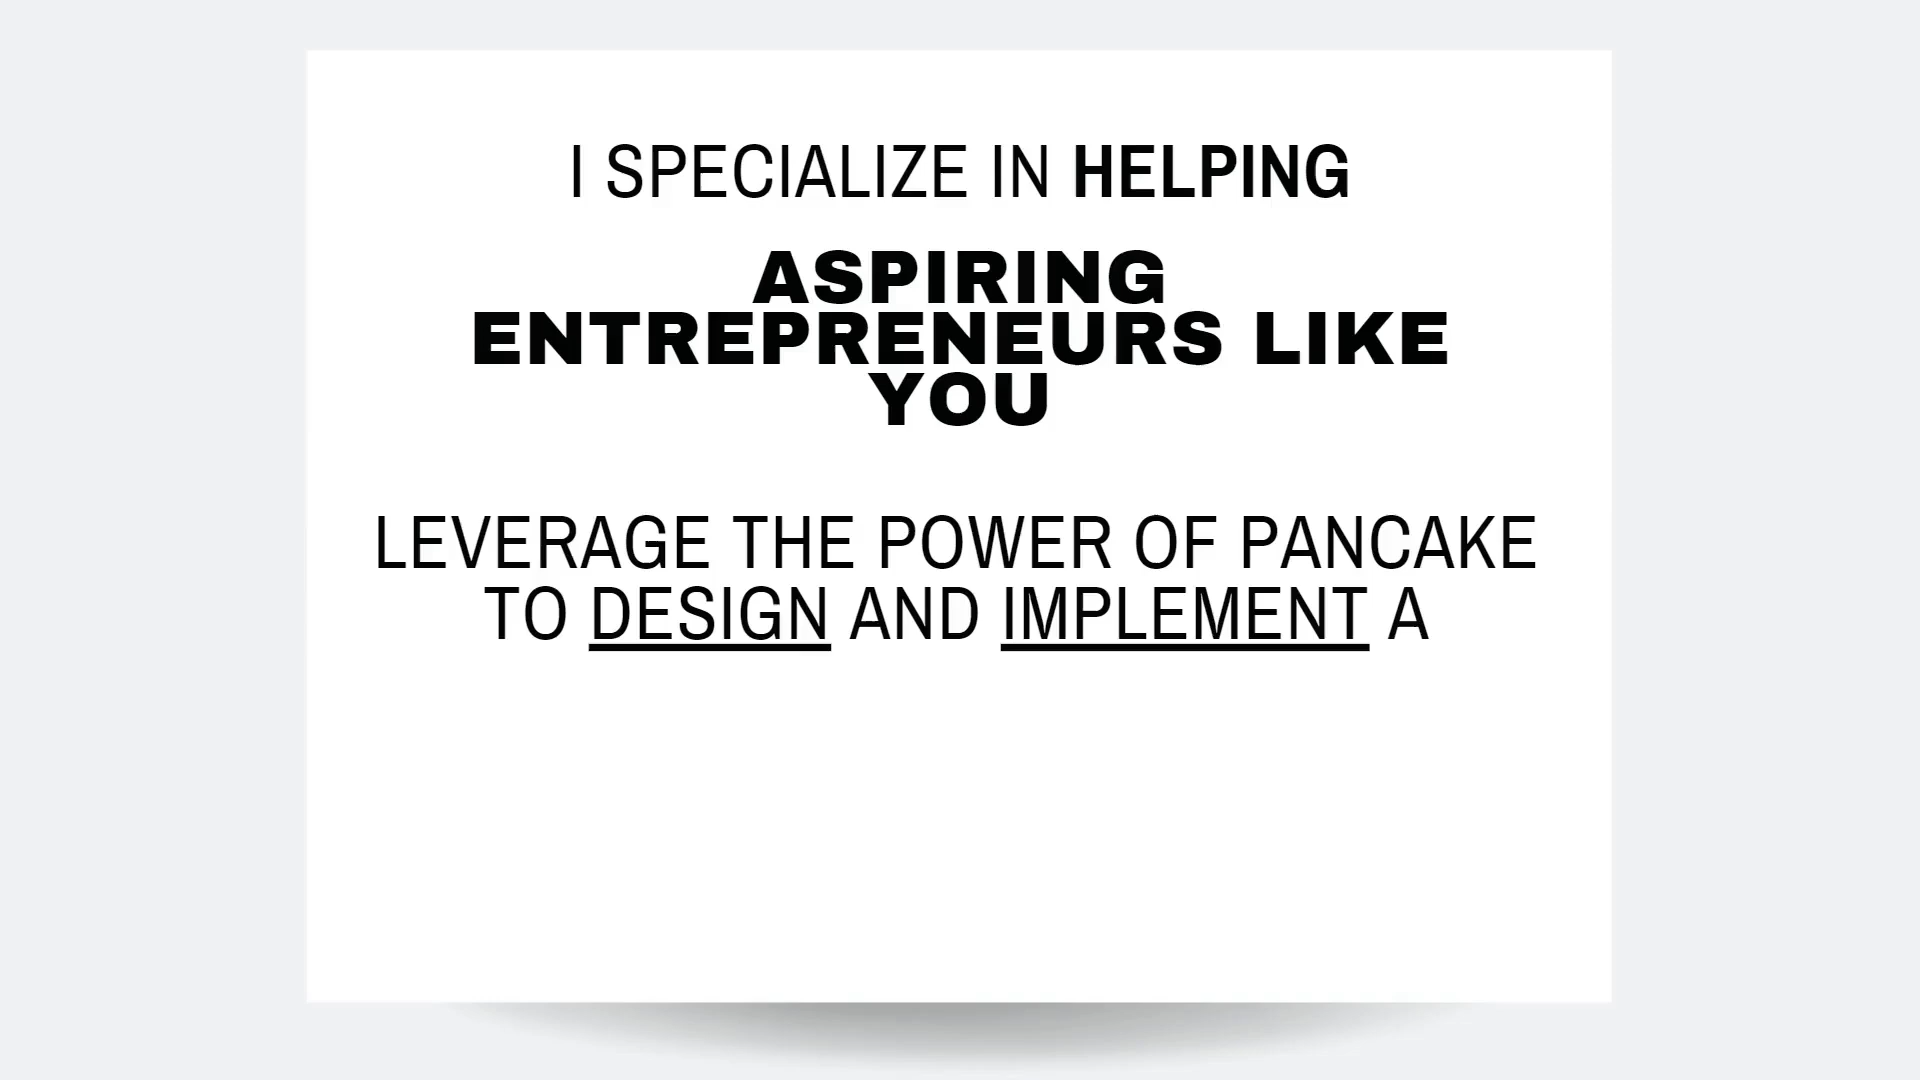 I SPECIALIZE IN HELPING
ASPIRING
ENTREPRENEURS LIKE
YOU
LEVERAGE THE POWER OF PANCAKE
TO DESIGN AND IMPLEMENT A